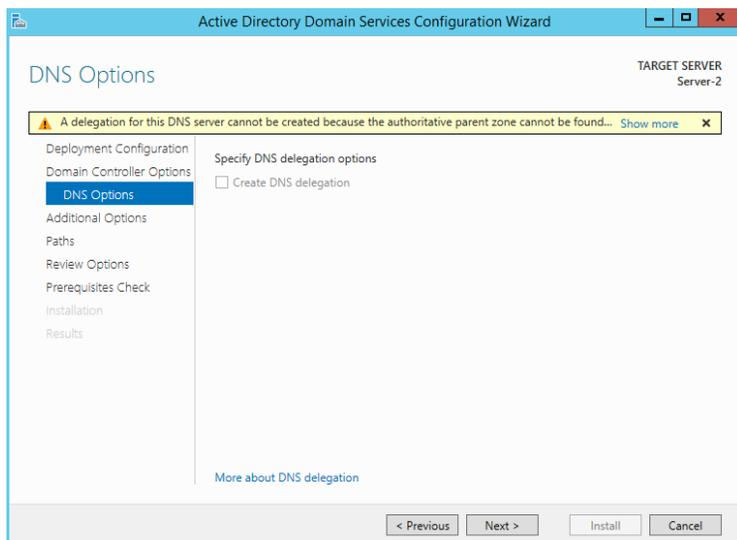 Active Directory Domain Services Configuration Wizard
DNS Options
TARGET SERVER
Server-2
A delegation for this DNS server cannot be created because the authoritative parent zone cannot be found... Show more
Deployment Configuration
Domain Controller Options
DNS Options
Additional Options
Paths
Review Options
Prerequisites Check
Installation
Results
Specify DNS delegation options
Create DNS delegation
More about DNS delegation
< Previous Next > Install Cancel